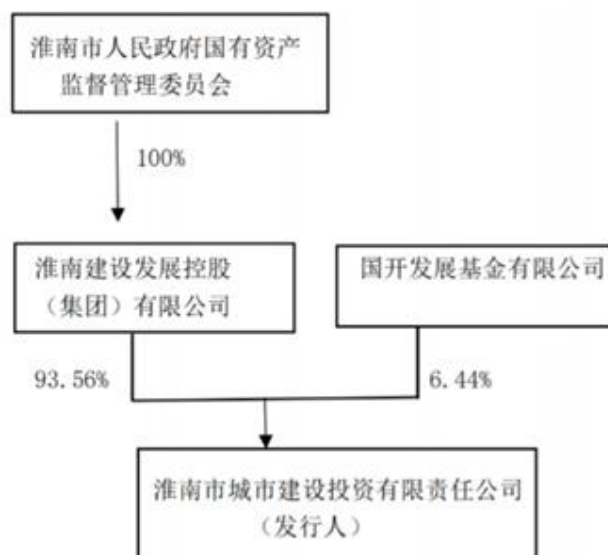 淮南市人民政府国有资产
监督管理委员会
100%
淮南建设发展控股
（集团）有限公司
国开发展基金有限公司
93.56%
6.44%
淮南市城市建设投资有限责任公司
（发行人）